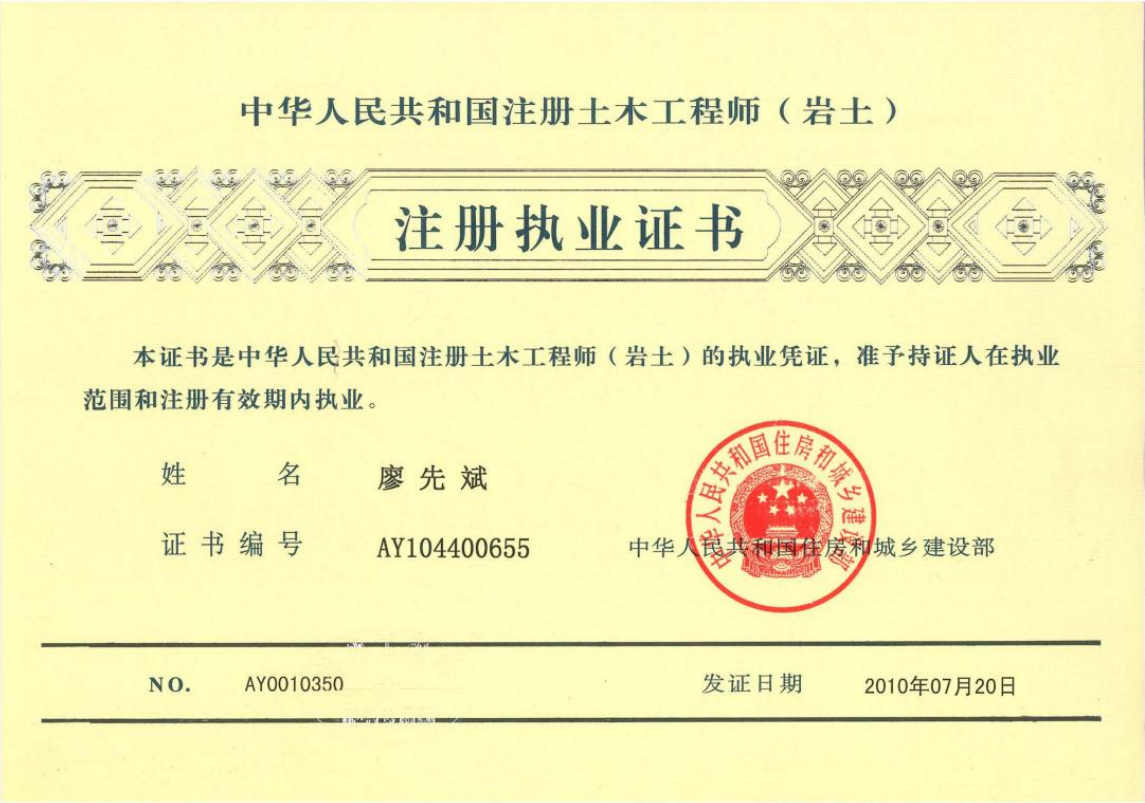 中华人民共和国注册土木工程师（岩土）
注册执业证书
本证书是中华人民共和国注册土木工程师（岩土）的执业凭证，准予持证人在执业
范围和注册有效期内执业。
姓 名 廖先斌
中华人民共和国住房和城乡建设部
证书编号 AY104400655 中华人民共和国住房和城乡建设部
NO. AY0010350 发证日期 2010年07月20日